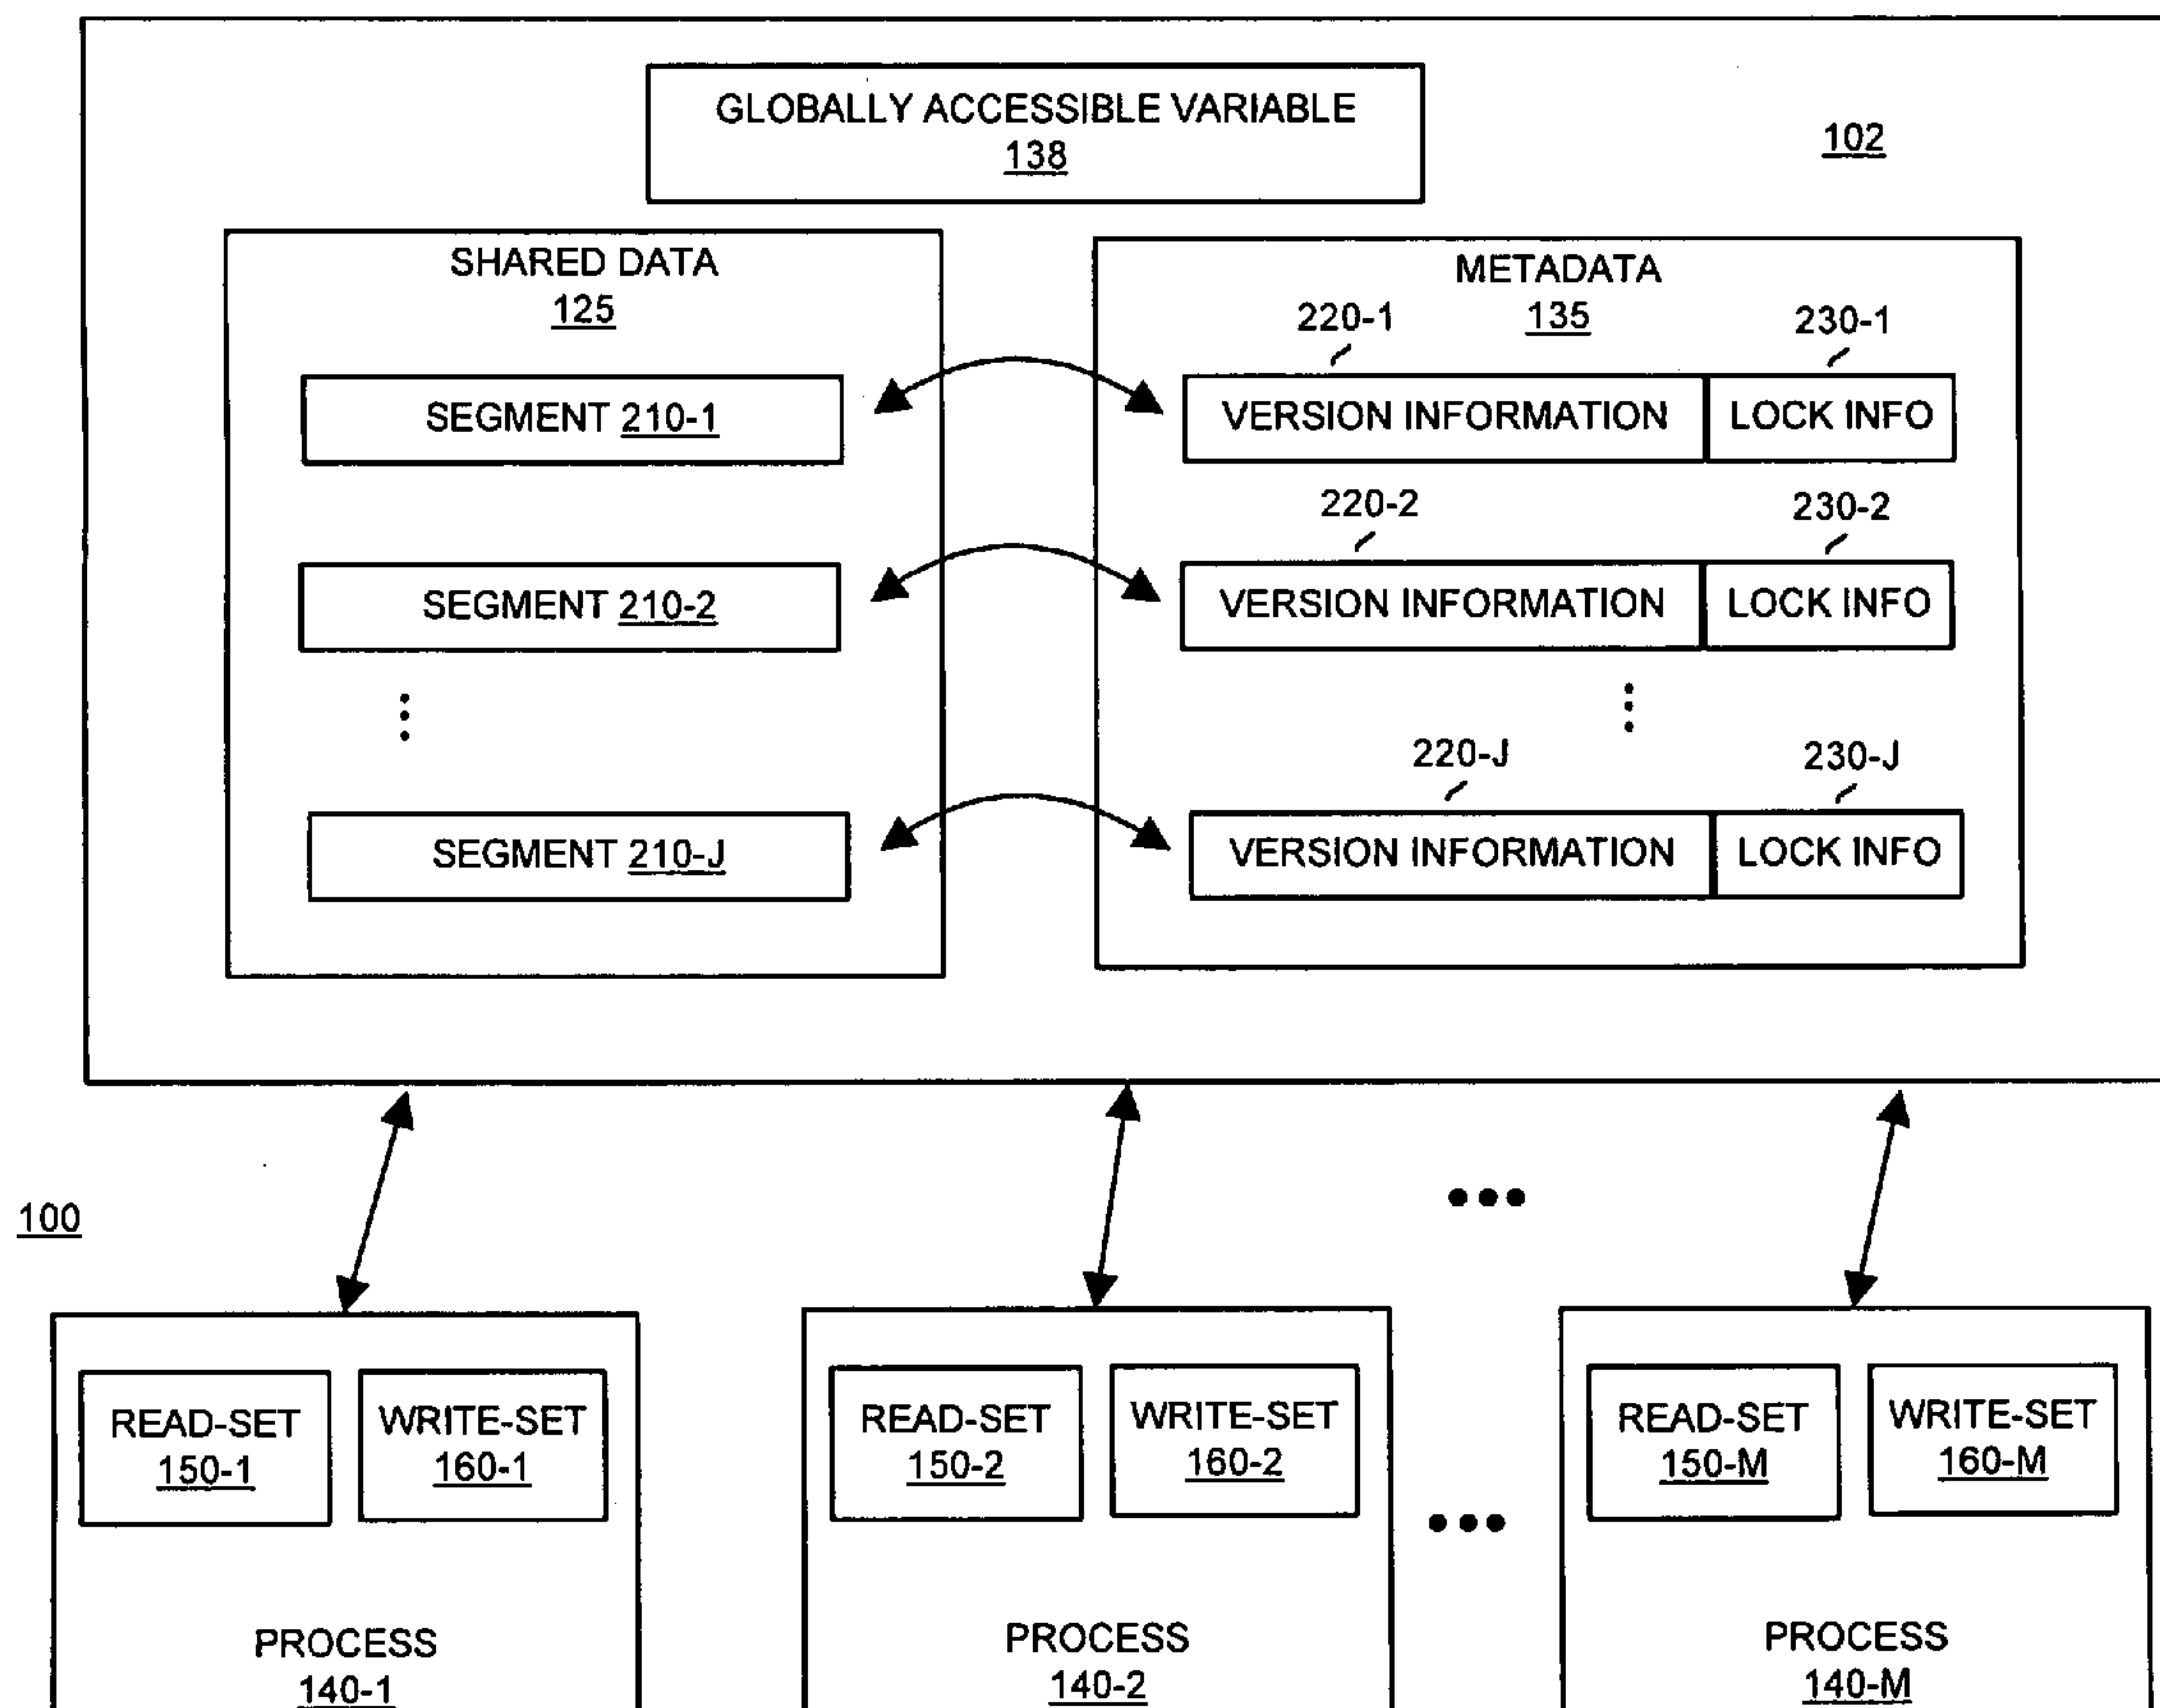 GLOBALLY ACCESSIBLE VARIABLE
138
102
SHARED DATA
125
METADATA
135
220-1
230-1
SEGMENT 210-1
VERSION INFORMATION
LOCK INFO
220-2
230-2
SEGMENT 210-2
VERSION INFORMATION
LOCK INFO
220-J
230-J
SEGMENT 210-J
VERSION INFORMATION
LOCK INFO
100
READ-SET
150-1
WRITE-SET
160-1
PROCESS
140-1
READ-SET
150-2
WRITE-SET
160-2
PROCESS
140-2
READ-SET
150-M
WRITE-SET
160-M
PROCESS
140-M